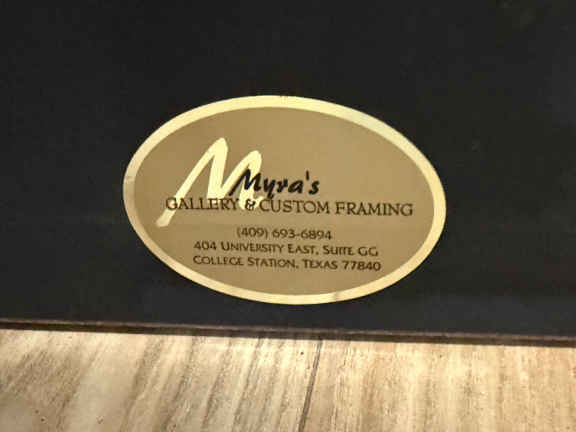 M
Myra's
GALLERY & CUSTOM FRAMING
(409) 693-6894
404 UNIVERSITY EAST, SUITE GG
COLLEGE STATION, TEXAS 77840